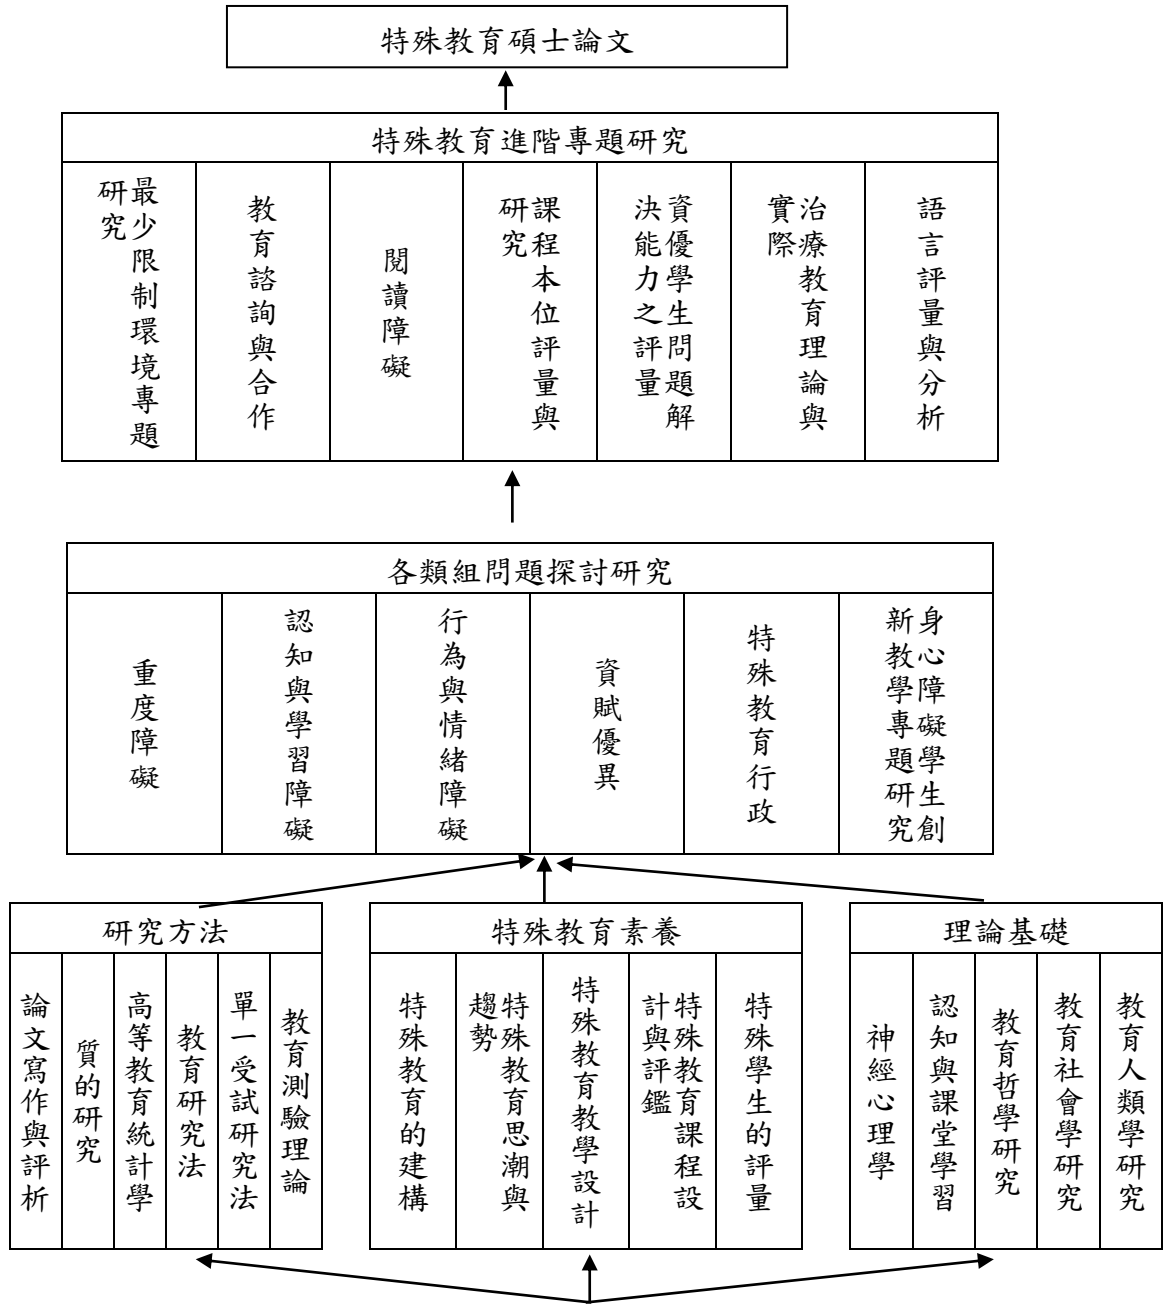 特殊教育碩士論文
特殊教育進階專題研究
最少限制環境專題
研究
教育諮詢與合作
閱讀障礙
課程本位評量與
研究
資優學生問題解
決能力之評量
治療教育理論與
實際
語言評量與分析
各類組問題探討研究
重度障礙
認知與學習障礙
行為與情緒障礙
資賦優異
特殊教育行政
身心障礙學生創
新教學專題研究
研究方法
論文寫作與評析
質的研究
高等教育統計學
教育研究法
單一受試研究法
教育測驗理論
特殊教育素養
特殊教育的建構
特殊教育思潮與
趨勢
特殊教育教學設計
特殊教育課程設
計與評鑑
特殊學生的評量
理論基礎
神經心理學
認知與課堂學習
教育哲學研究
教育社會學研究
教育人類學研究